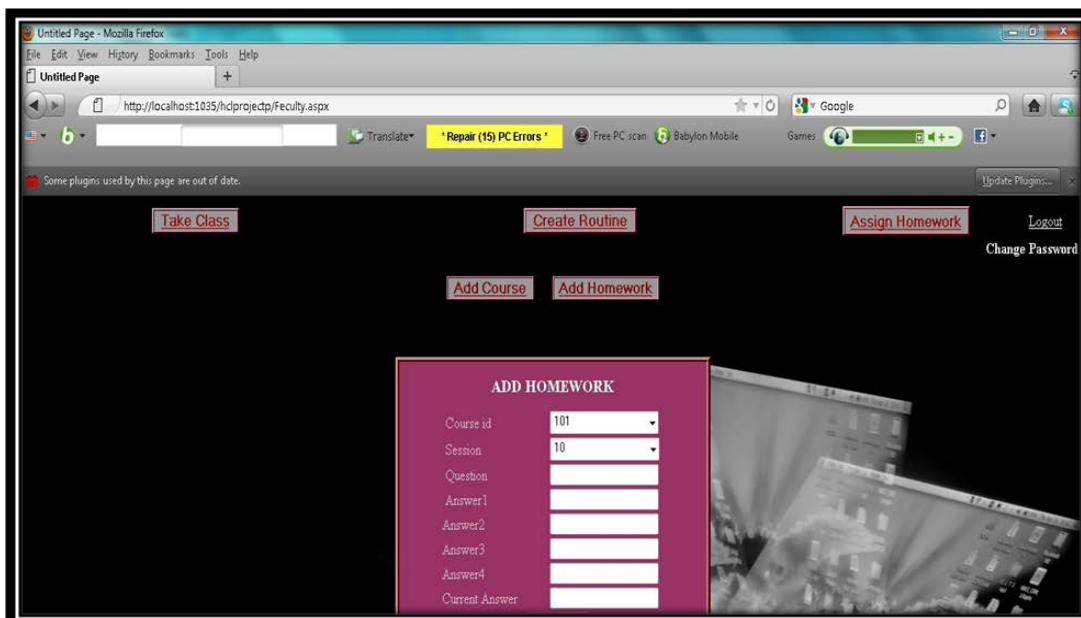 Untitled Page - Mozilla Firefox
File Edit View History Bookmarks Tools Help
Untitled Page +
http://localhost:1035/hclprojectp/Feculty.aspx Google
b Translate *Repair (15) PC Errors * Free PC scan Babylon Mobile Games
Some plugins used by this page are out of date. Update Plugins...
Take Class Create Routine Assign Homework Logout
Change Password
Add Course Add Homework
ADD HOMEWORK
Course id 101
Session 10
Question
Answer1
Answer2
Answer3
Answer4
Current Answer